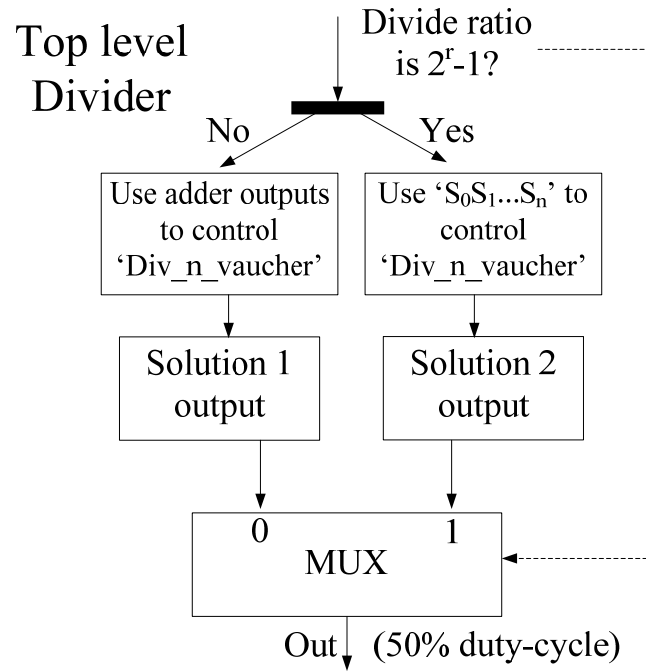 Top level
Divider
Divide ratio
is 2ʳ-1?
No
Yes
Use adder outputs
to control
‘Div_n_vaucher’
Use ‘S₀S₁...Sₙ’ to
control
‘Div_n_vaucher’
Solution 1
output
Solution 2
output
0
1
MUX
Out
(50% duty-cycle)